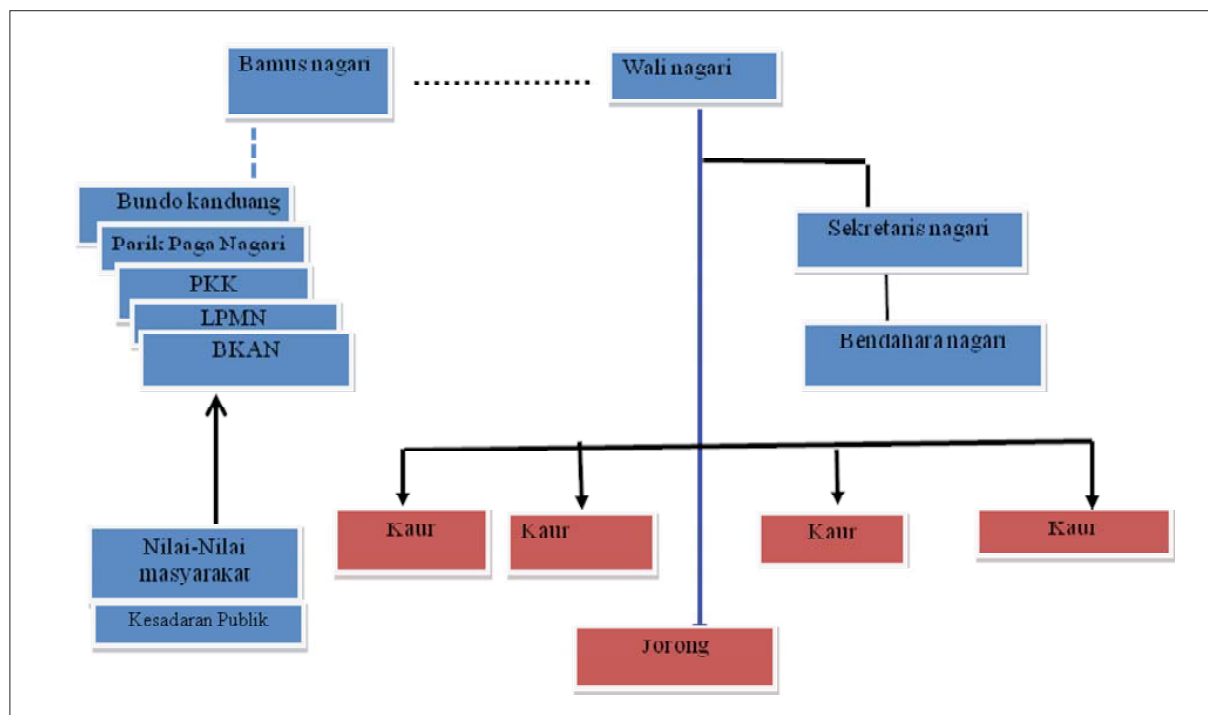 Bamus nagari
Wali nagari
Bundo kanduang
Parik Paga Nagari
PKK
LPMN
BKAN
Sekretaris nagari
Bendahara nagari
Kaur
Kaur
Kaur
Kaur
Nilai-Nilai
masyarakat
Kesadaran Publik
Jorong